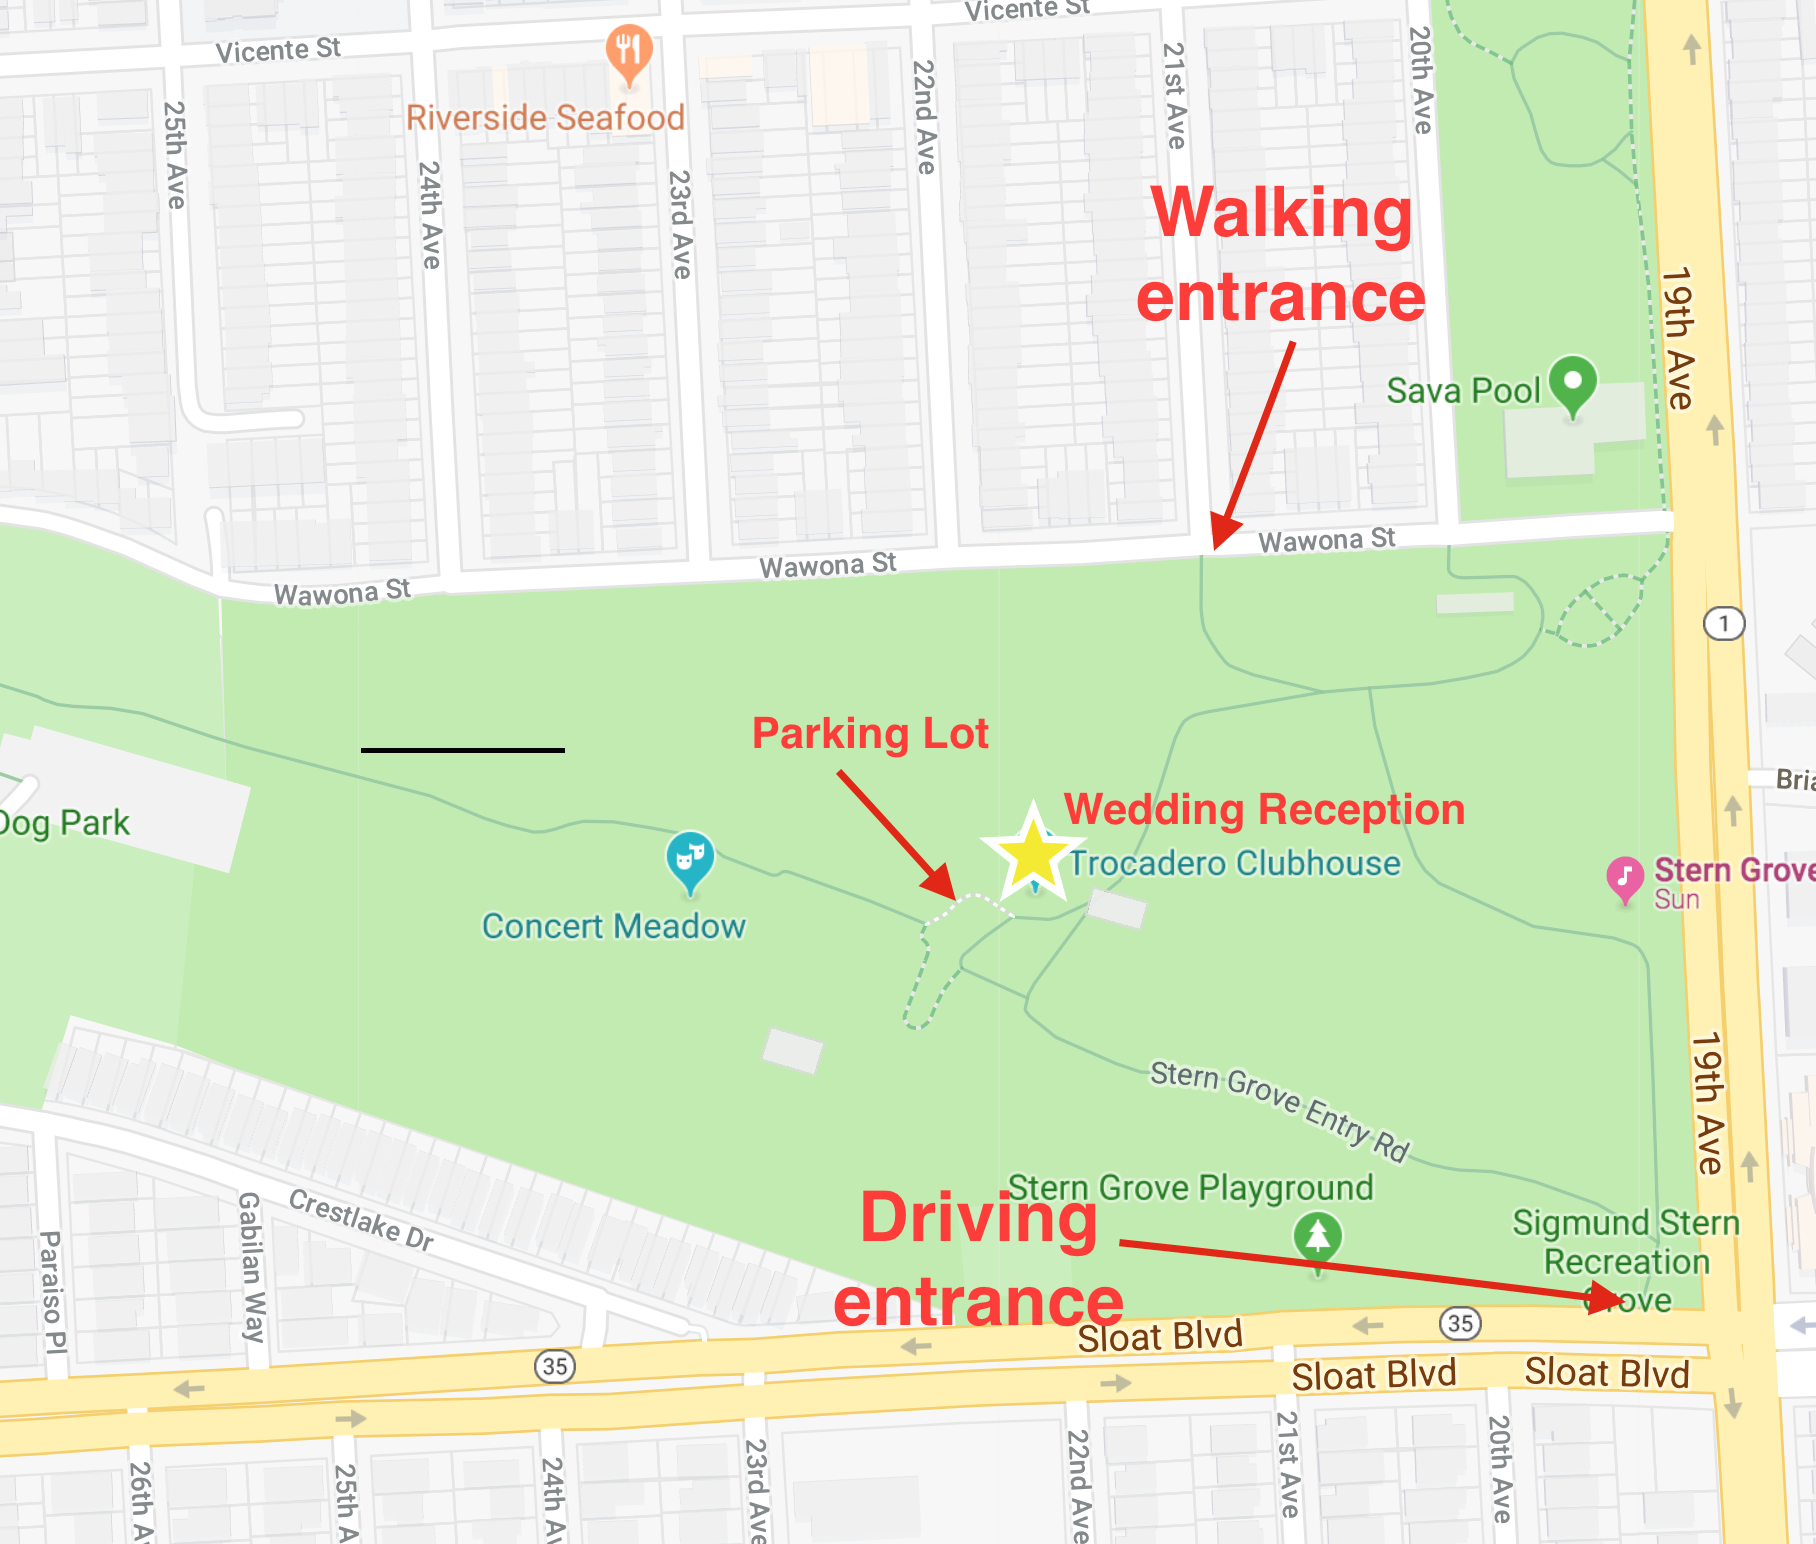 Vicente St
Vicente St
Riverside Seafood
25th Ave
24th Ave
23rd Ave
22nd Ave
21st Ave
20th Ave
19th Ave
Walking
entrance
Sava Pool
Wawona St
Wawona St
Wawona St
1
Parking Lot
Wedding Reception
Trocadero Clubhouse
Dog Park
Concert Meadow
Stern Grove
Sun
19th Ave
Stern Grove Entry Rd
Stern Grove Playground
Driving
entrance
Sigmund Stern
Recreation
Grove
Crestlake Dr
Gabilan Way
Paraiso Pl
35
35
Sloat Blvd
Sloat Blvd
Sloat Blvd
26th A
25th A
24th Av
23rd Ave
22nd Ave
21st Ave
20th Ave